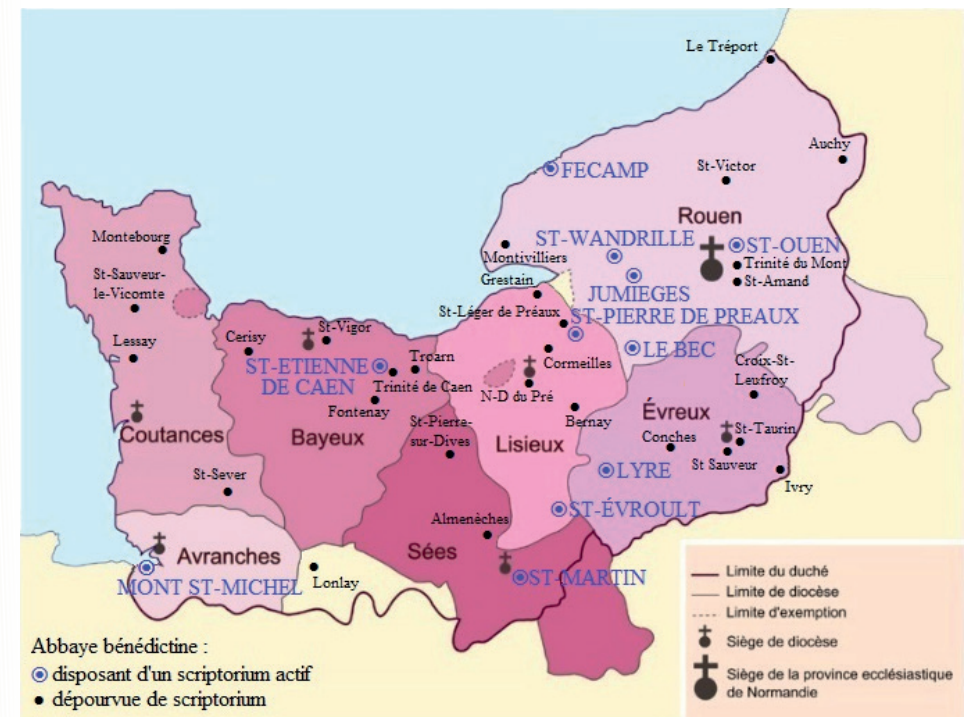 Le Tréport
Auchy
St-Victor
FECAMP
Rouen
ST-WANDRILLE
ST-OUEN
Montivilliers
Trinité du Mont
JUMIEGES
St-Amand
Grestain
Montebourg
St-Sauveur-
le-Vicomte
St-Léger de Préaux
ST-PIERRE DE PREAUX
Cerisy
St-Vigor
LE BEC
Lessay
ST-ETIENNE
DE CAEN
Troarn
Cormeilles
Croix-St-
Leufroy
Trinité de Caen
N-D du Pré
Fontenay
Bernay
Évreux
Coutances
Bayeux
St-Pierre-
sur-Dives
Lisieux
Conches
St-Taurin
St Sauveur
LYRE
Ivry
St-Sever
ST-ÉVROULT
Almenèches
Avranches
Sées
MONT ST-MICHEL
Lonlay
ST-MARTIN
Abbaye bénédictine :
disposant d'un scriptorium actif
dépourvue de scriptorium
Limite du duché
Limite de diocèse
Limite d'exemption
Siège de diocèse
Siège de la province ecclésiastique
de Normandie